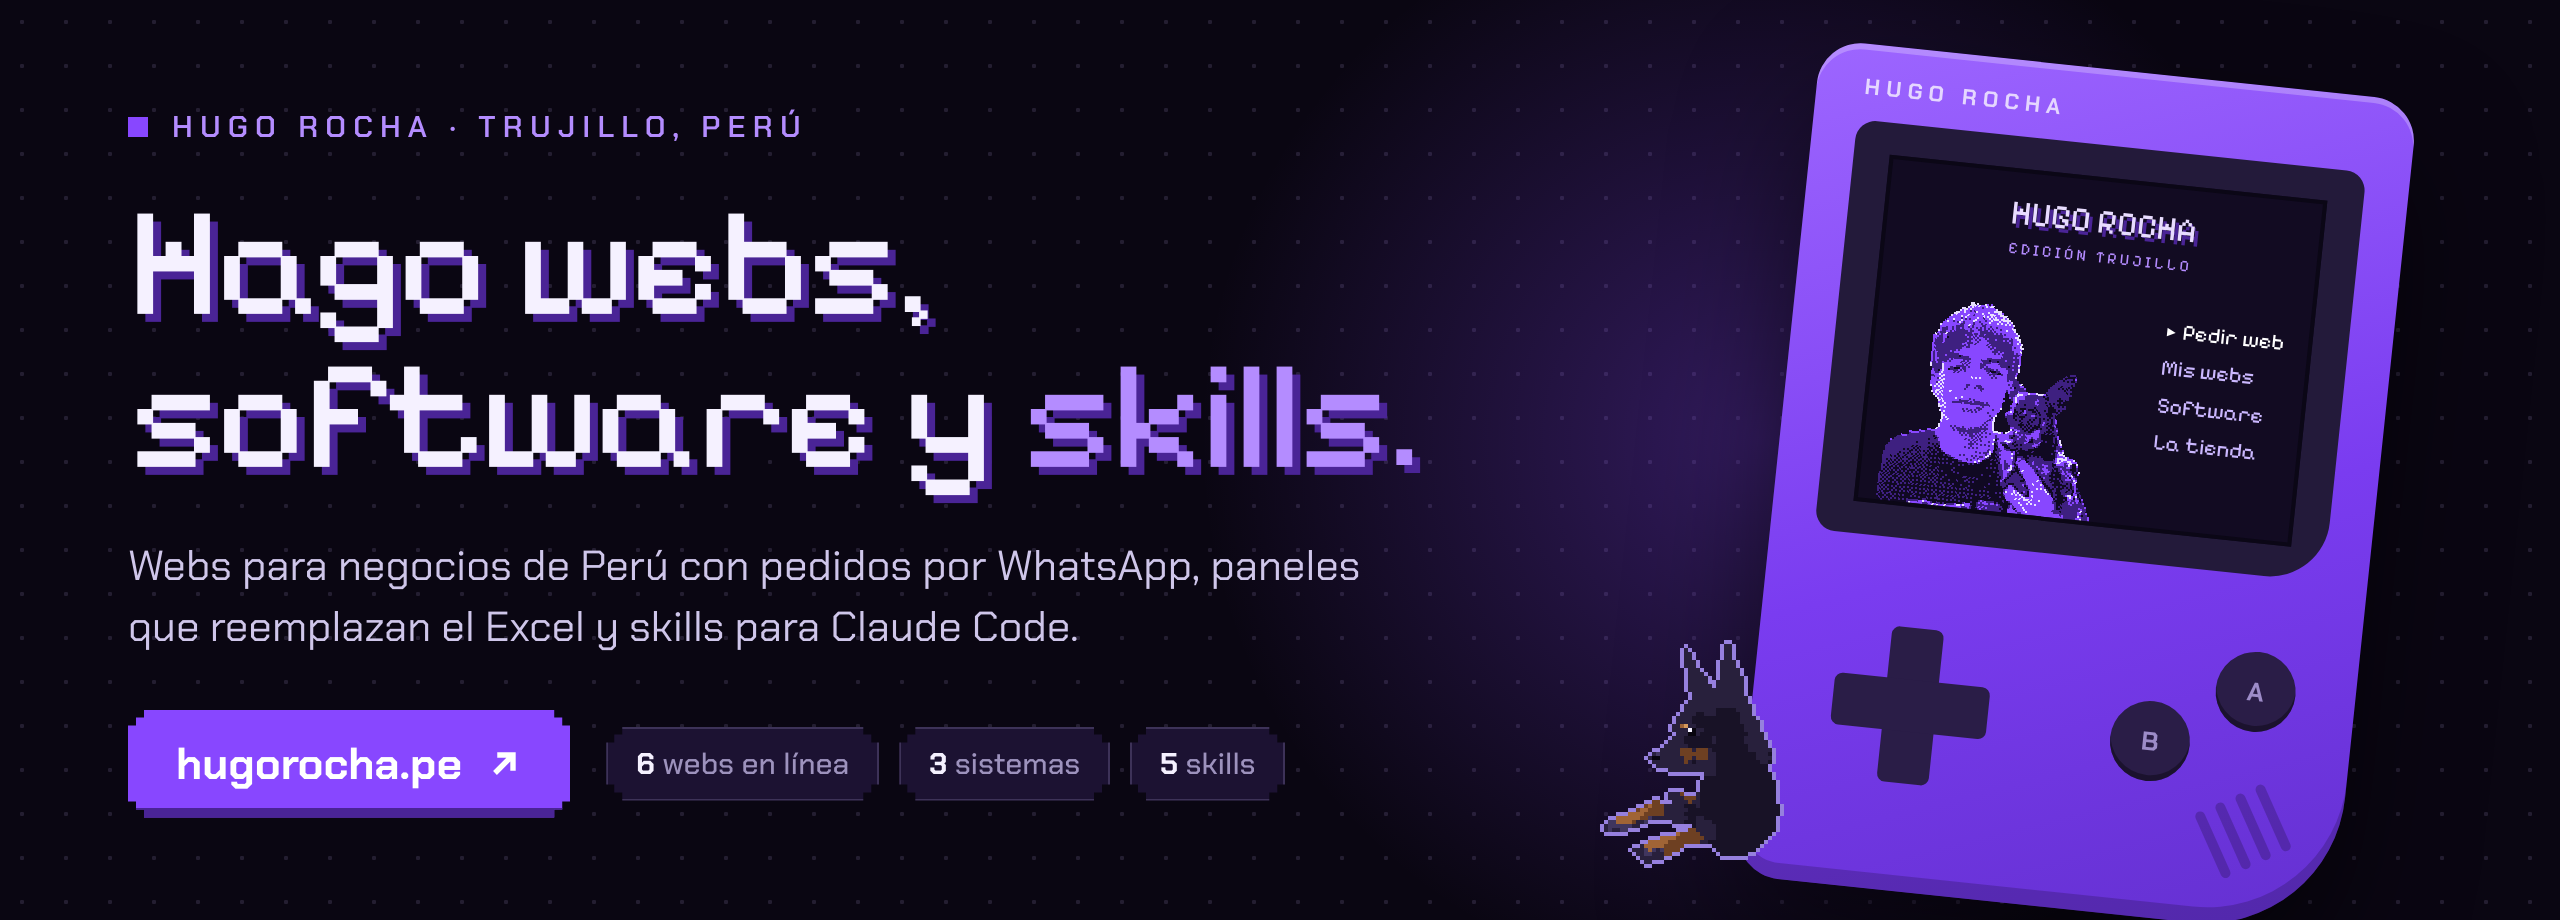 HUGO ROCHA · TRUJILLO, PERÚ
Hago webs,
software y skills.
Webs para negocios de Perú con pedidos por WhatsApp, paneles
que reemplazan el Excel y skills para Claude Code.
hugorocha.pe ↗
6 webs en línea
3 sistemas
5 skills
HUGO ROCHA
HUGO ROCHA
EDICIÓN TRUJILLO
▸ Pedir web
Mis webs
Software
La tienda
A
B